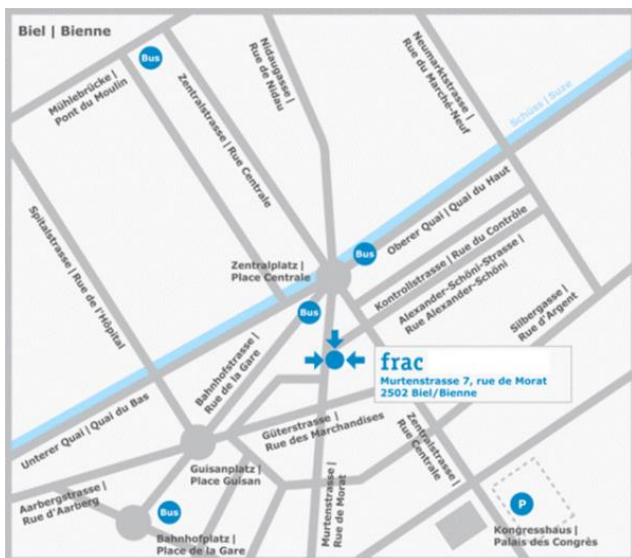 Biel | Bienne
Bus
Mühlebrücke |
Pont du Moulin
Zentralstrasse | Rue Centrale
Nidaugasse |
Rue de Nidau
Neumarktstrasse |
Rue du Marché-Neuf
Schüss | Suze
Spitalstrasse | Rue de l'Hôpital
Zentralplatz |
Place Centrale
Bus
Oberer Quai | Quai du Haut
Kontrollstrasse | Rue du Contrôle
Alexander-Schöni-Strasse |
Rue Alexander-Schöni
Silbergasse |
Rue d'Argent
Bus
Bahnhofstrasse |
Rue de la Gare
frac
Murtenstrasse 7, rue de Morat
2502 Biel/Bienne
Unterer Quai | Quai du Bas
Güterstrasse |
Rue des Marchandises
Zentralstrasse |
Rue Centrale
Guisanplatz |
Place Guisan
Murtenstrasse |
Rue de Morat
Aarbergstrasse |
Rue d'Aarberg
Bus
Bahnhofplatz |
Place de la Gare
P
Kongresshaus |
Palais des Congrès